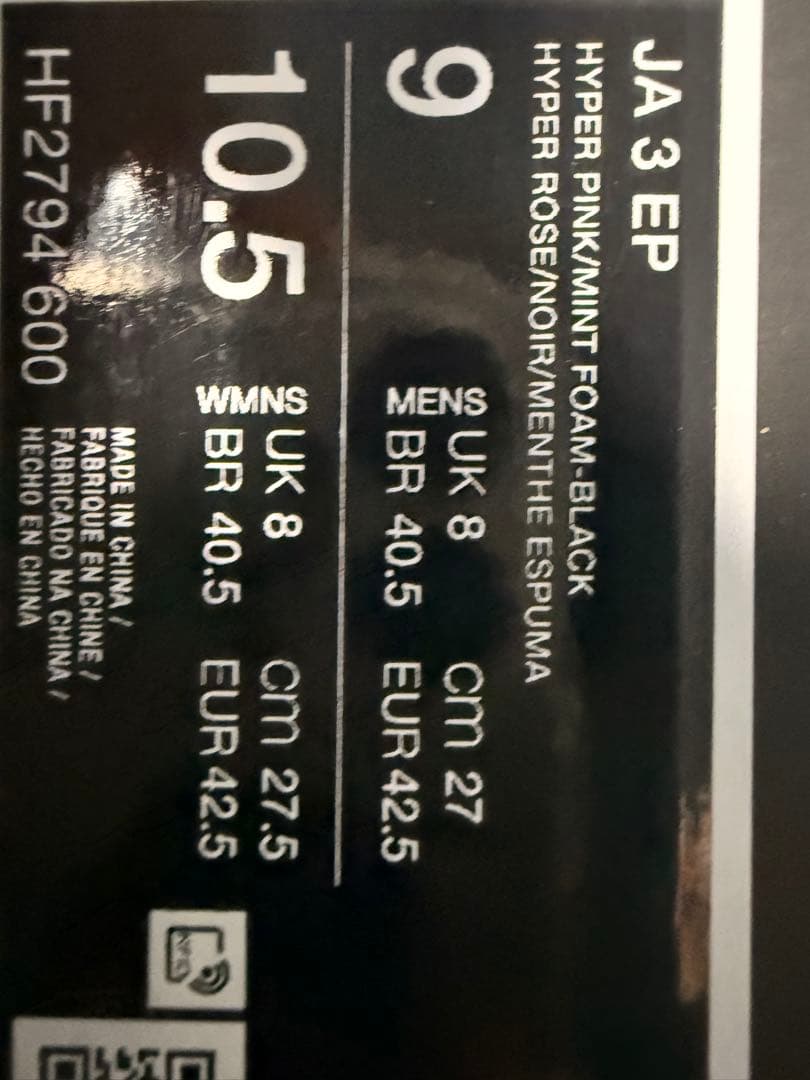 JA 3 EP
HYPER PINK/MINT FOAM-BLACK
HYPER ROSE/NOIR/MENTHE ESPUMA
9 MENS UK 8 cm 27
BR 40.5 EUR 42.5
10.5 WMNS UK 8 cm 27.5
BR 40.5 EUR 42.5
HF2794 600
MADE IN CHINA /
FABRIQUE EN CHINE /
FABRICADO NA CHINA /
HECHO EN CHINA